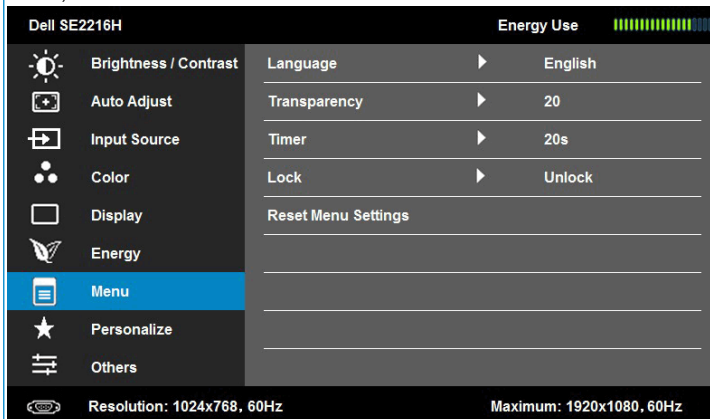 Dell SE2216H Energy Use
Brightness / Contrast Language English
Auto Adjust Transparency 20
Input Source Timer 20s
Color Lock Unlock
Display Reset Menu Settings
Energy
Menu
Personalize
Others
Resolution: 1024x768, 60Hz Maximum: 1920x1080, 60Hz